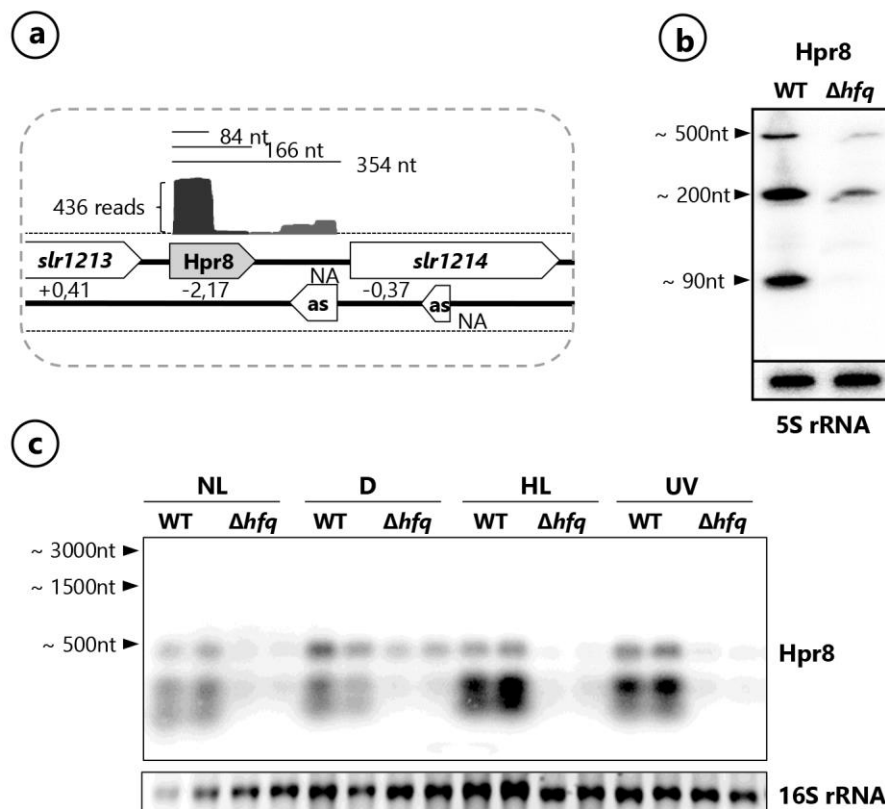 a
84 nt
166 nt
354 nt
436 reads
slr1213 Hpr8 NA slr1214
+0,41 -2,17 as -0,37 as NA
b
Hpr8
WT Δhfq
~ 500nt
~ 200nt
~ 90nt
5S rRNA
c
NL D HL UV
WT Δhfq WT Δhfq WT Δhfq WT Δhfq
~ 3000nt
~ 1500nt
~ 500nt
Hpr8
16S rRNA